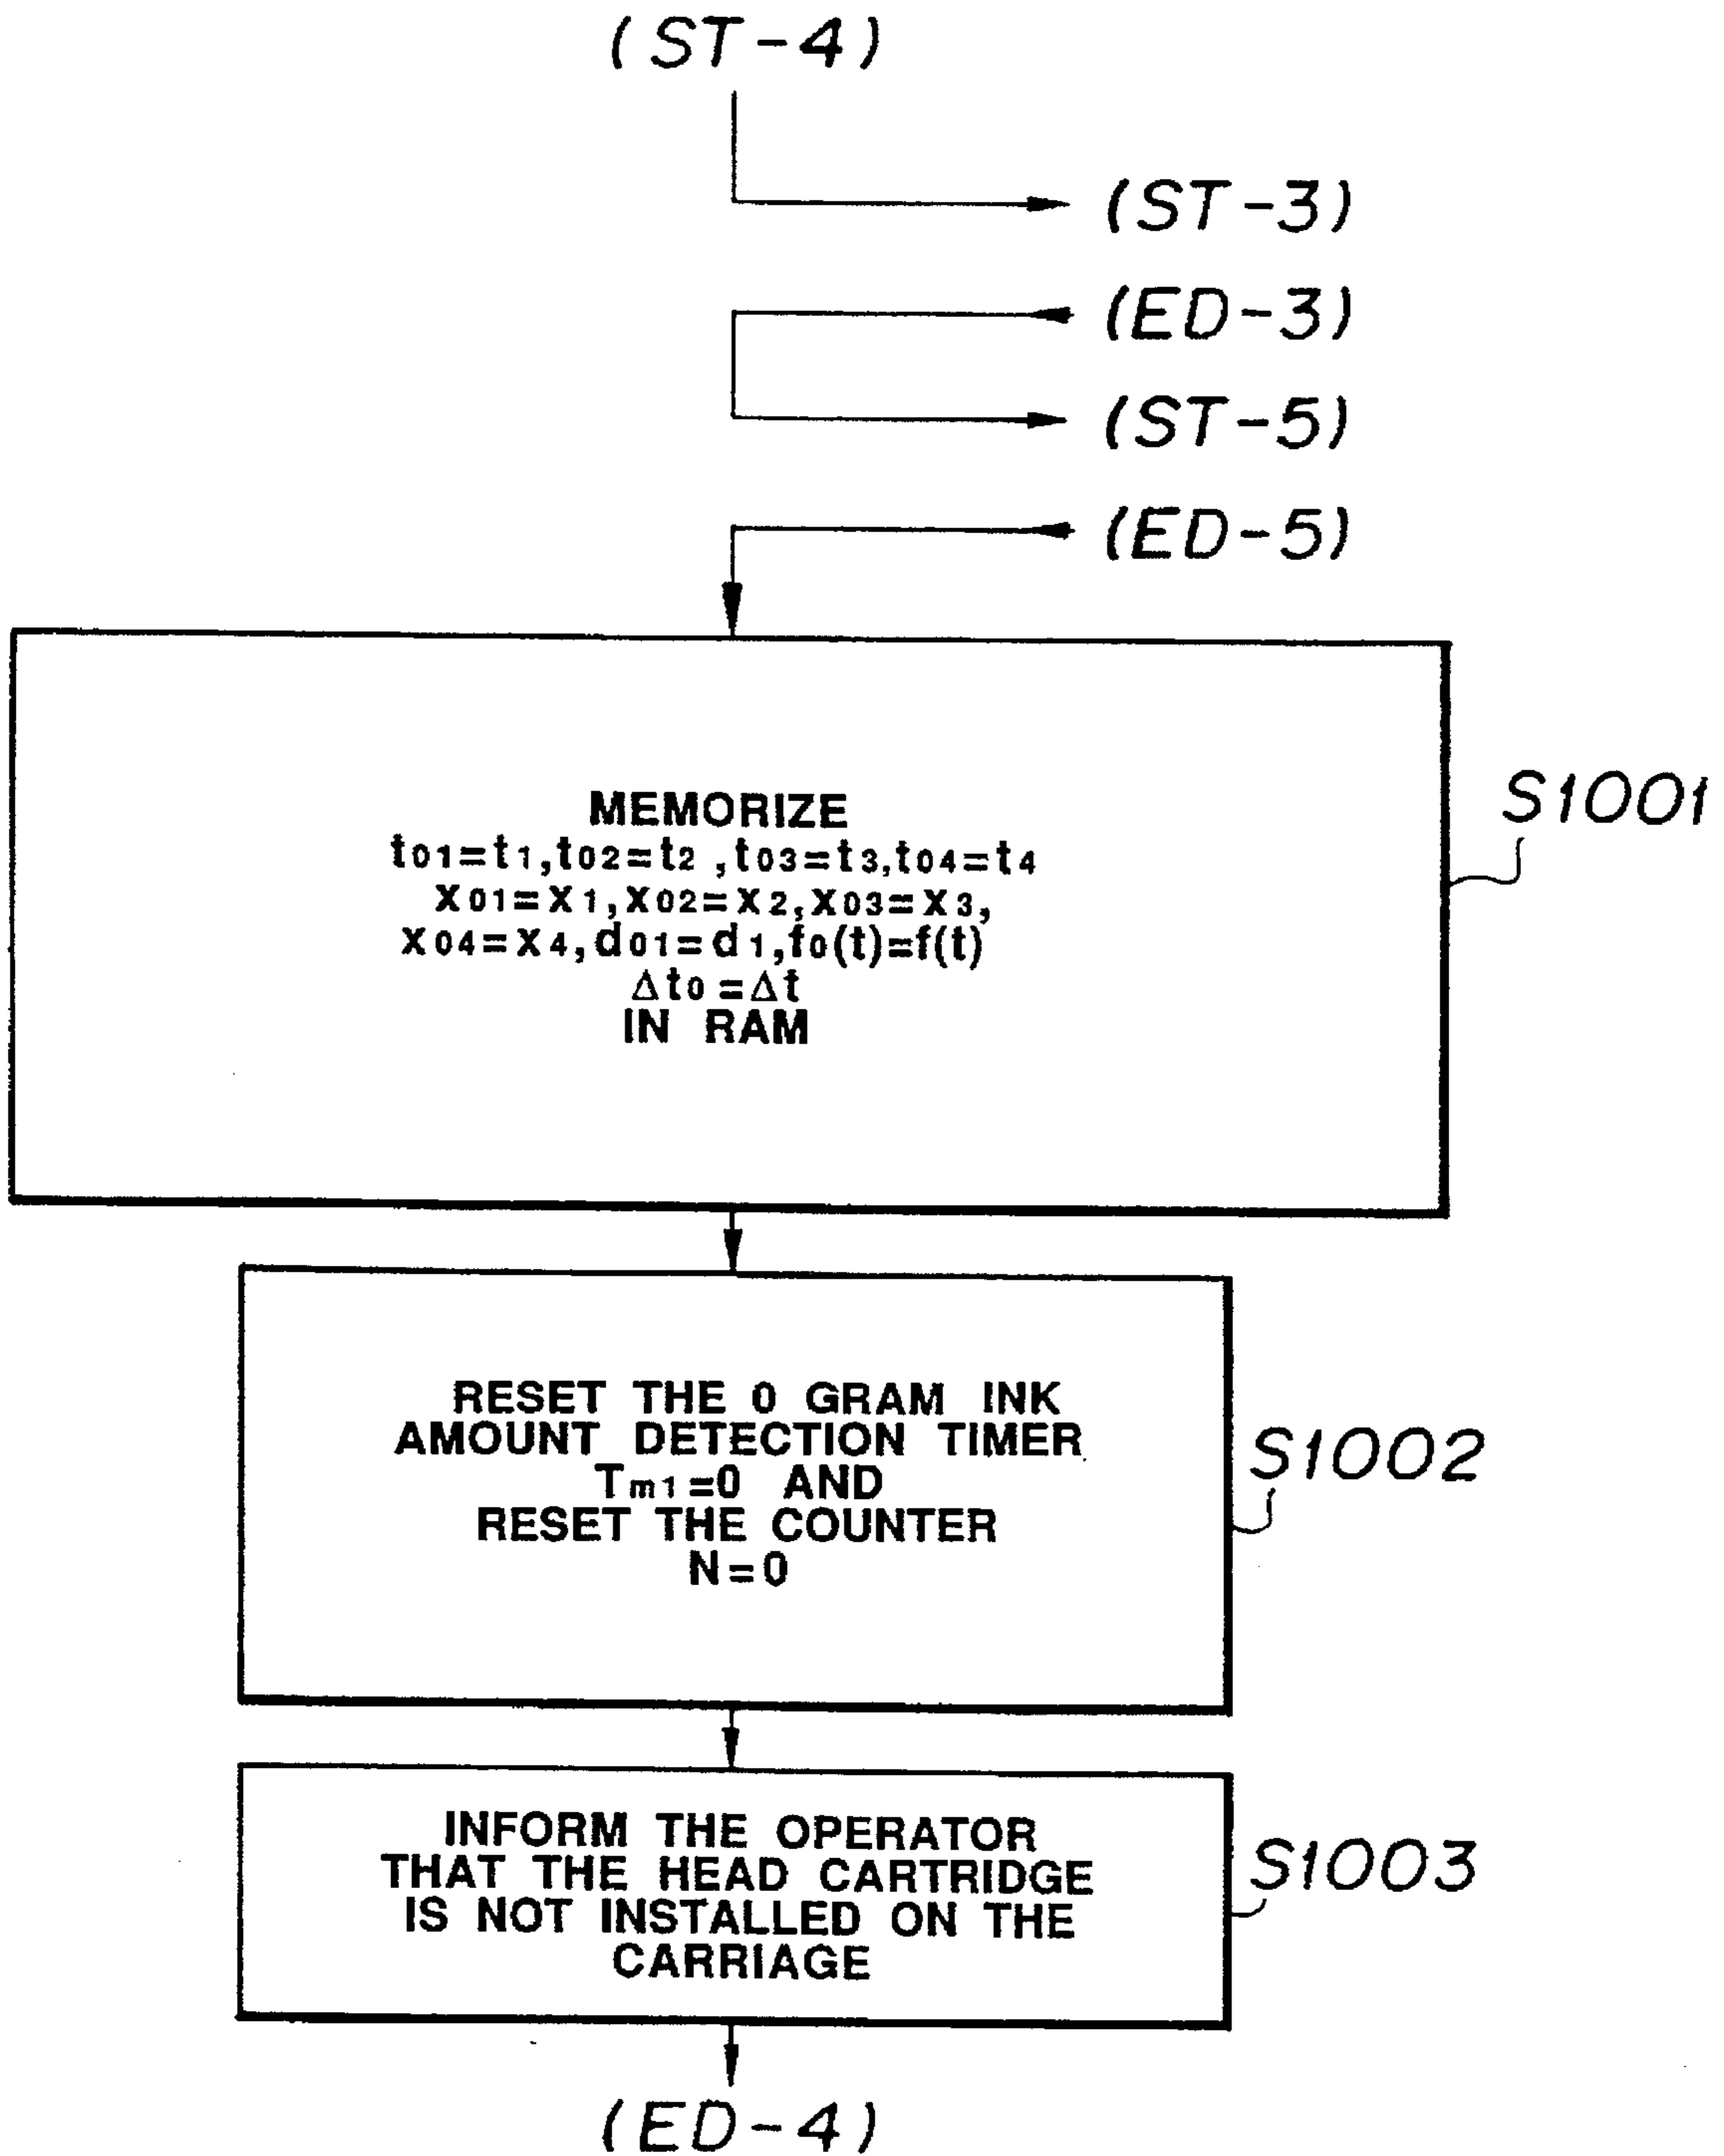 (ST-4)
(ST-3)
(ED-3)
(ST-5)
(ED-5)
S1001
MEMORIZE
t01=t1,t02=t2 ,t03=t3,t04=t4
x01=x1,x02=x2,x03=x3,
x04=x4,d01=d1,f0(t)=f(t)
Δt0=Δt
IN RAM
RESET THE 0 GRAM INK
AMOUNT DETECTION TIMER
Tm1=0 AND
RESET THE COUNTER
N=0
S1002
INFORM THE OPERATOR
THAT THE HEAD CARTRIDGE
IS NOT INSTALLED ON THE
CARRIAGE
S1003
(ED-4)